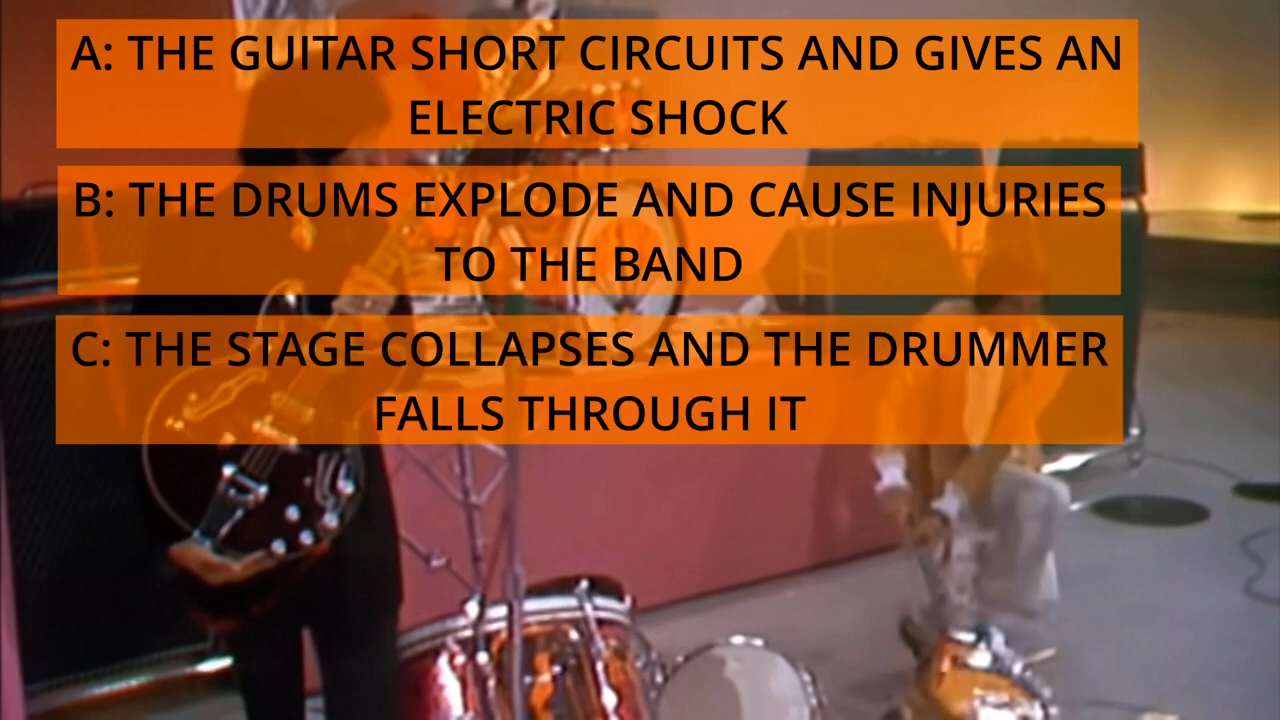 A: THE GUITAR SHORT CIRCUITS AND GIVES AN
ELECTRIC SHOCK
B: THE DRUMS EXPLODE AND CAUSE INJURIES
TO THE BAND
C: THE STAGE COLLAPSES AND THE DRUMMER
FALLS THROUGH IT